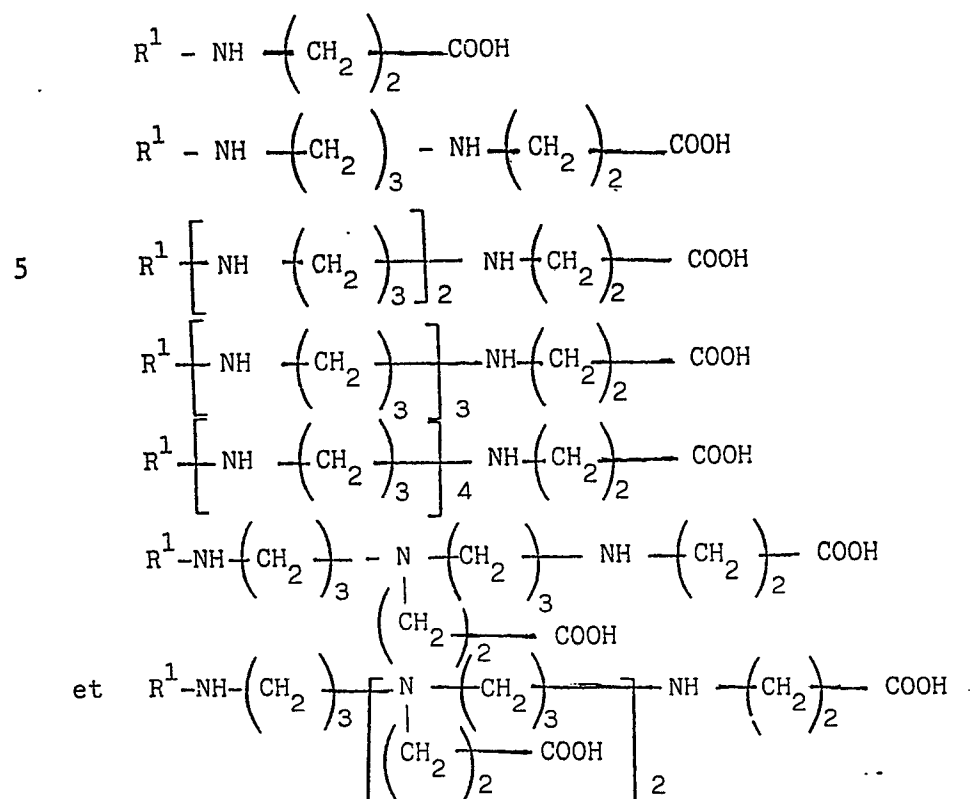 R¹ - NH -(CH₂)₂-COOH
R¹ - NH -(CH₂)₃ - NH -(CH₂)₂-COOH
5 R¹-[NH -(CH₂)₃]₂- NH-(CH₂)₂- COOH
R¹-[NH -(CH₂)₃]₃-NH-(CH₂)₂- COOH
R¹-[NH -(CH₂)₃]₄- NH-(CH₂)₂- COOH
R¹-NH-(CH₂)₃- - N -(CH₂)₃- NH -(CH₂)₂- COOH
(CH₂)₂- COOH
et R¹-NH-(CH₂)₃-[N -(CH₂)₃]- NH -(CH₂)₂- COOH
(CH₂)₂-COOH ]₂